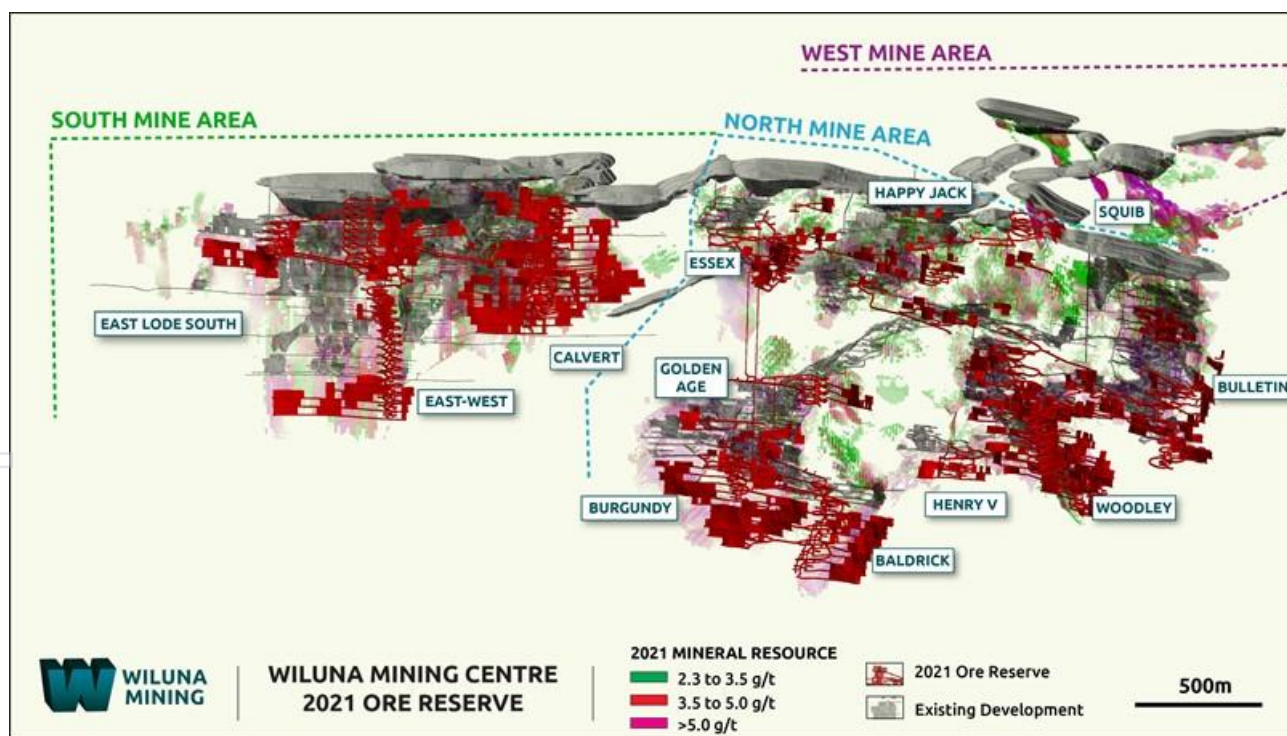 WEST MINE AREA
SOUTH MINE AREA
NORTH MINE AREA
HAPPY JACK
SQUIB
ESSEX
EAST LODE SOUTH
CALVERT
GOLDEN
AGE
BULLETIN
EAST-WEST
BURGUNDY
HENRY V
WOODLEY
BALDRICK
WILUNA
MINING
WILUNA MINING CENTRE
2021 ORE RESERVE
2021 MINERAL RESOURCE
2.3 to 3.5 g/t
3.5 to 5.0 g/t
>5.0 g/t
2021 Ore Reserve
Existing Development
500m